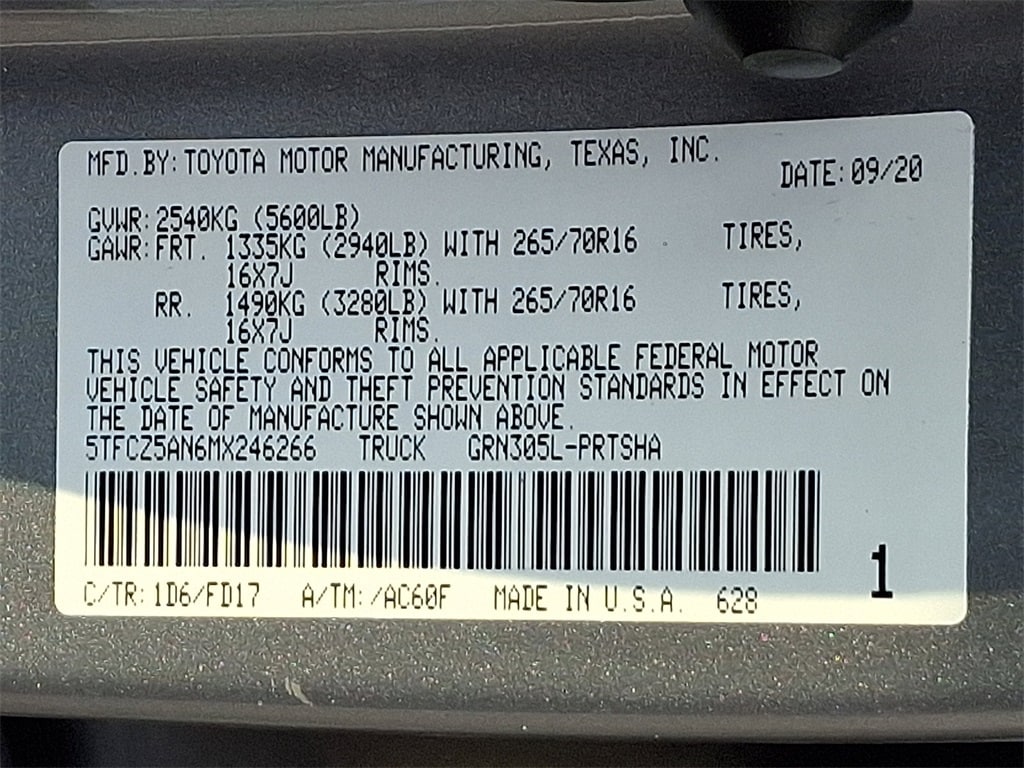 MFD.BY: TOYOTA MOTOR MANUFACTURING, TEXAS, INC.
DATE: 09/20
GVWR: 2540KG (5600LB)
GAWR: FRT. 1335KG (2940LB) WITH 265/70R16 TIRES,
16X7J RIMS.
RR. 1490KG (3280LB) WITH 265/70R16 TIRES,
16X7J RIMS.
THIS VEHICLE CONFORMS TO ALL APPLICABLE FEDERAL MOTOR
VEHICLE SAFETY AND THEFT PREVENTION STANDARDS IN EFFECT ON
THE DATE OF MANUFACTURE SHOWN ABOVE.
5TFCZ5AN6MX246266 TRUCK GRN305L-PRTSHA
1
C/TR: 1D6/FD17 A/TM: /AC60F MADE IN U.S.A. 628